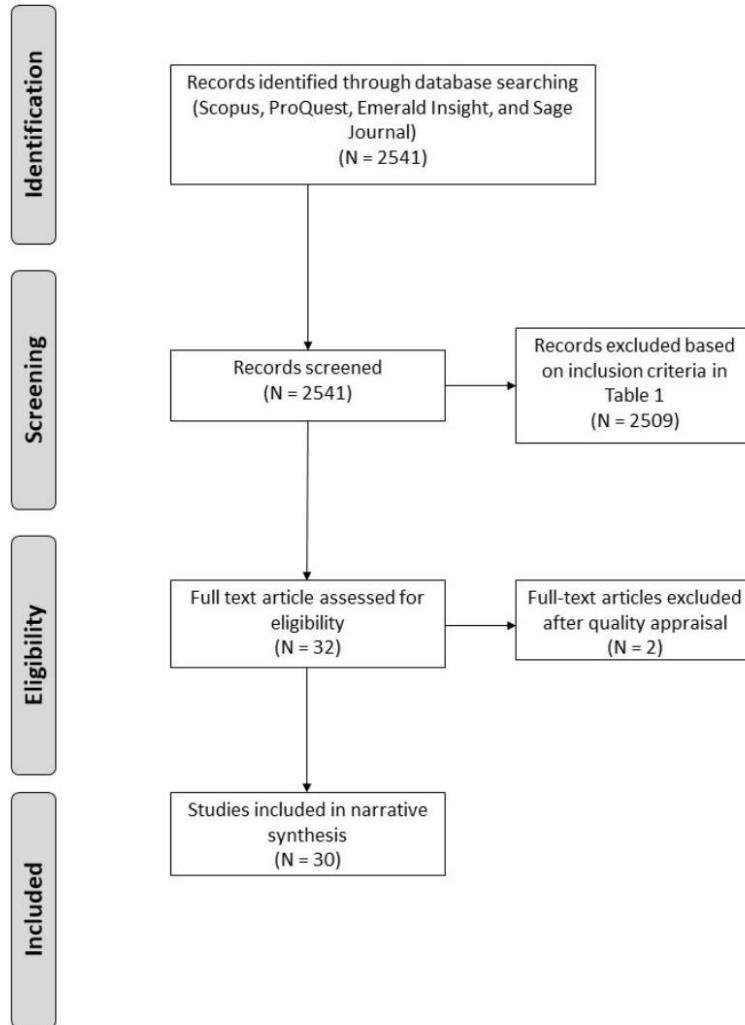 Identification
Records identified through database searching
(Scopus, ProQuest, Emerald Insight, and Sage
Journal)
(N = 2541)
Screening
Records screened
(N = 2541)
Records excluded based
on inclusion criteria in
Table 1
(N = 2509)
Eligibility
Full text article assessed for
eligibility
(N = 32)
Full-text articles excluded
after quality appraisal
(N = 2)
Included
Studies included in narrative
synthesis
(N = 30)